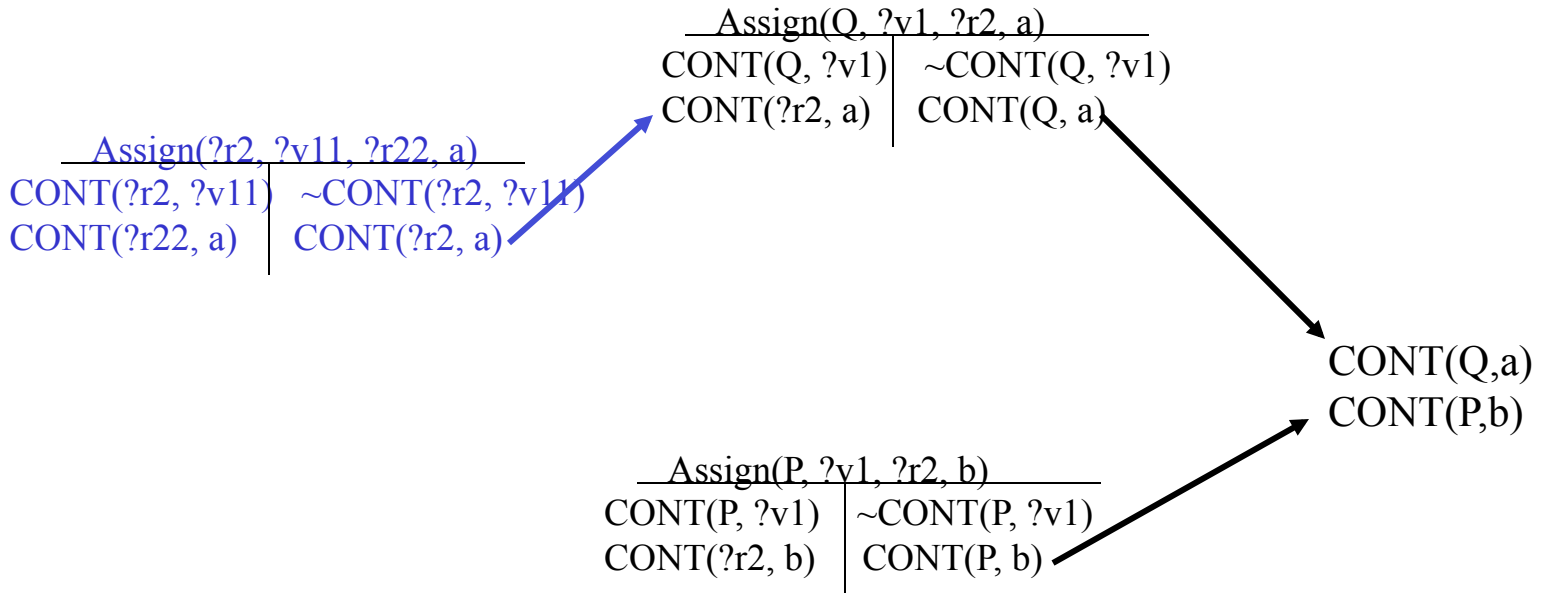 Assign(Q, ?v1, ?r2, a)
CONT(Q, ?v1) ~CONT(Q, ?v1)
CONT(?r2, a) CONT(Q, a)
Assign(?r2, ?v11, ?r22, a)
CONT(?r2, ?v11) ~CONT(?r2, ?v11)
CONT(?r22, a) CONT(?r2, a)
CONT(Q,a)
CONT(P,b)
Assign(P, ?v1, ?r2, b)
CONT(P, ?v1) ~CONT(P, ?v1)
CONT(?r2, b) CONT(P, b)